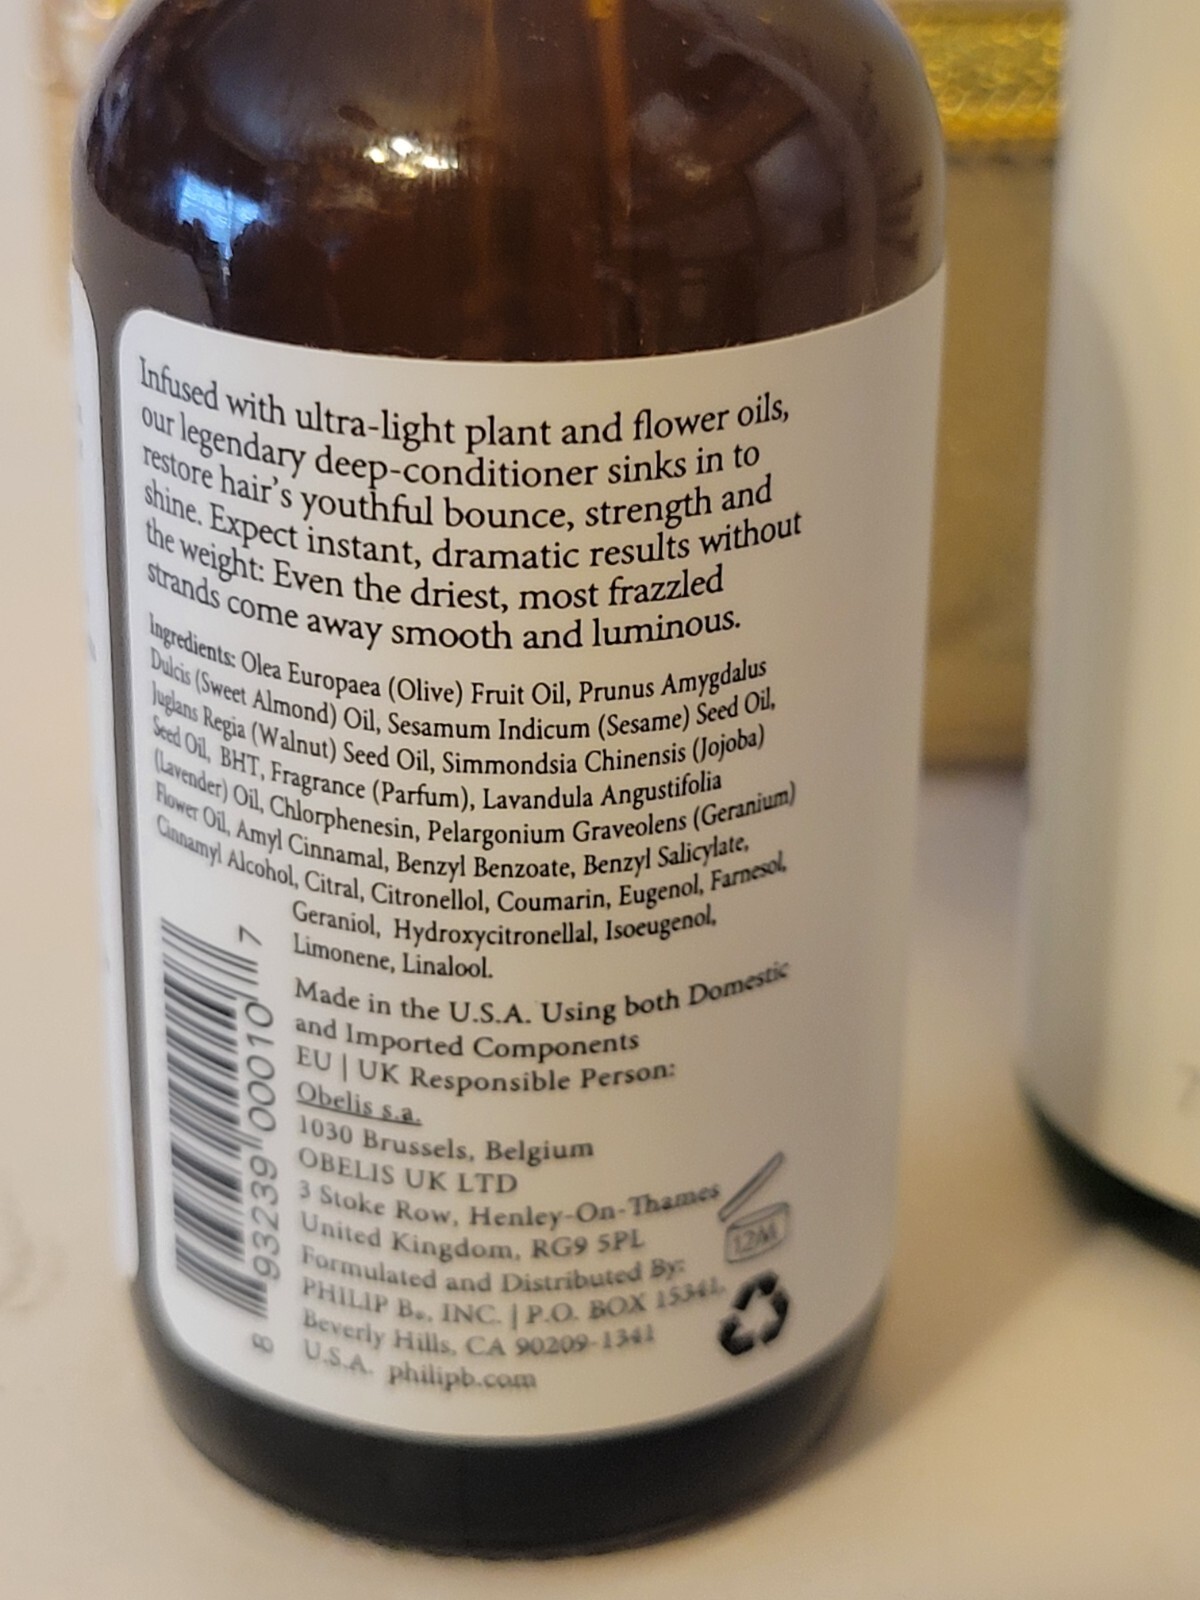 Infused with ultra-light plant and flower oils,
our legendary deep-conditioner sinks in to
restore hair's youthful bounce, strength and
shine. Expect instant, dramatic results without
the weight: Even the driest, most frazzled
strands come away smooth and luminous.
Ingredients: Olea Europaea (Olive) Fruit Oil, Prunus Amygdalus
Dulcis (Sweet Almond) Oil, Sesamum Indicum (Sesame) Seed Oil,
Juglans Regia (Walnut) Seed Oil, Simmondsia Chinensis (Jojoba)
Seed Oil, BHT, Fragrance (Parfum), Lavandula Angustifolia
(Lavender) Oil, Chlorphenesin, Pelargonium Graveolens (Geranium)
Flower Oil, Amyl Cinnamal, Benzyl Benzoate, Benzyl Salicylate,
Cinnamyl Alcohol, Citral, Citronellol, Coumarin, Eugenol, Farnesol,
Geraniol, Hydroxycitronellal, Isoeugenol,
Limonene, Linalool.
Made in the U.S.A. Using both Domestic
and Imported Components
EU | UK Responsible Person:
Obelis s.a.
1030 Brussels, Belgium
OBELIS UK LTD
3 Stoke Row, Henley-On-Thames
United Kingdom, RG9 5PL
Formulated and Distributed By:
PHILIP B®, INC. | P.O. BOX 15341,
Beverly Hills, CA 90209-1341
U.S.A. philipb.com
12M
8 93239 00010 7